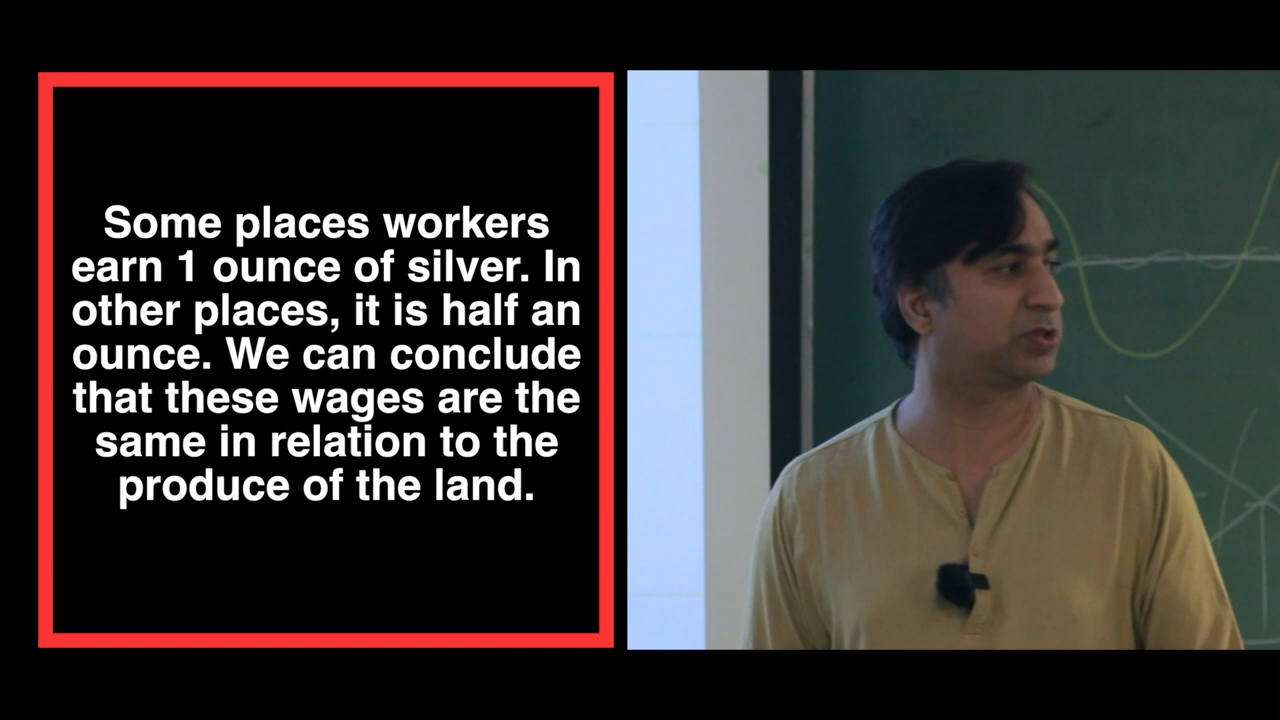 Some places workers
earn 1 ounce of silver. In
other places, it is half an
ounce. We can conclude
that these wages are the
same in relation to the
produce of the land.